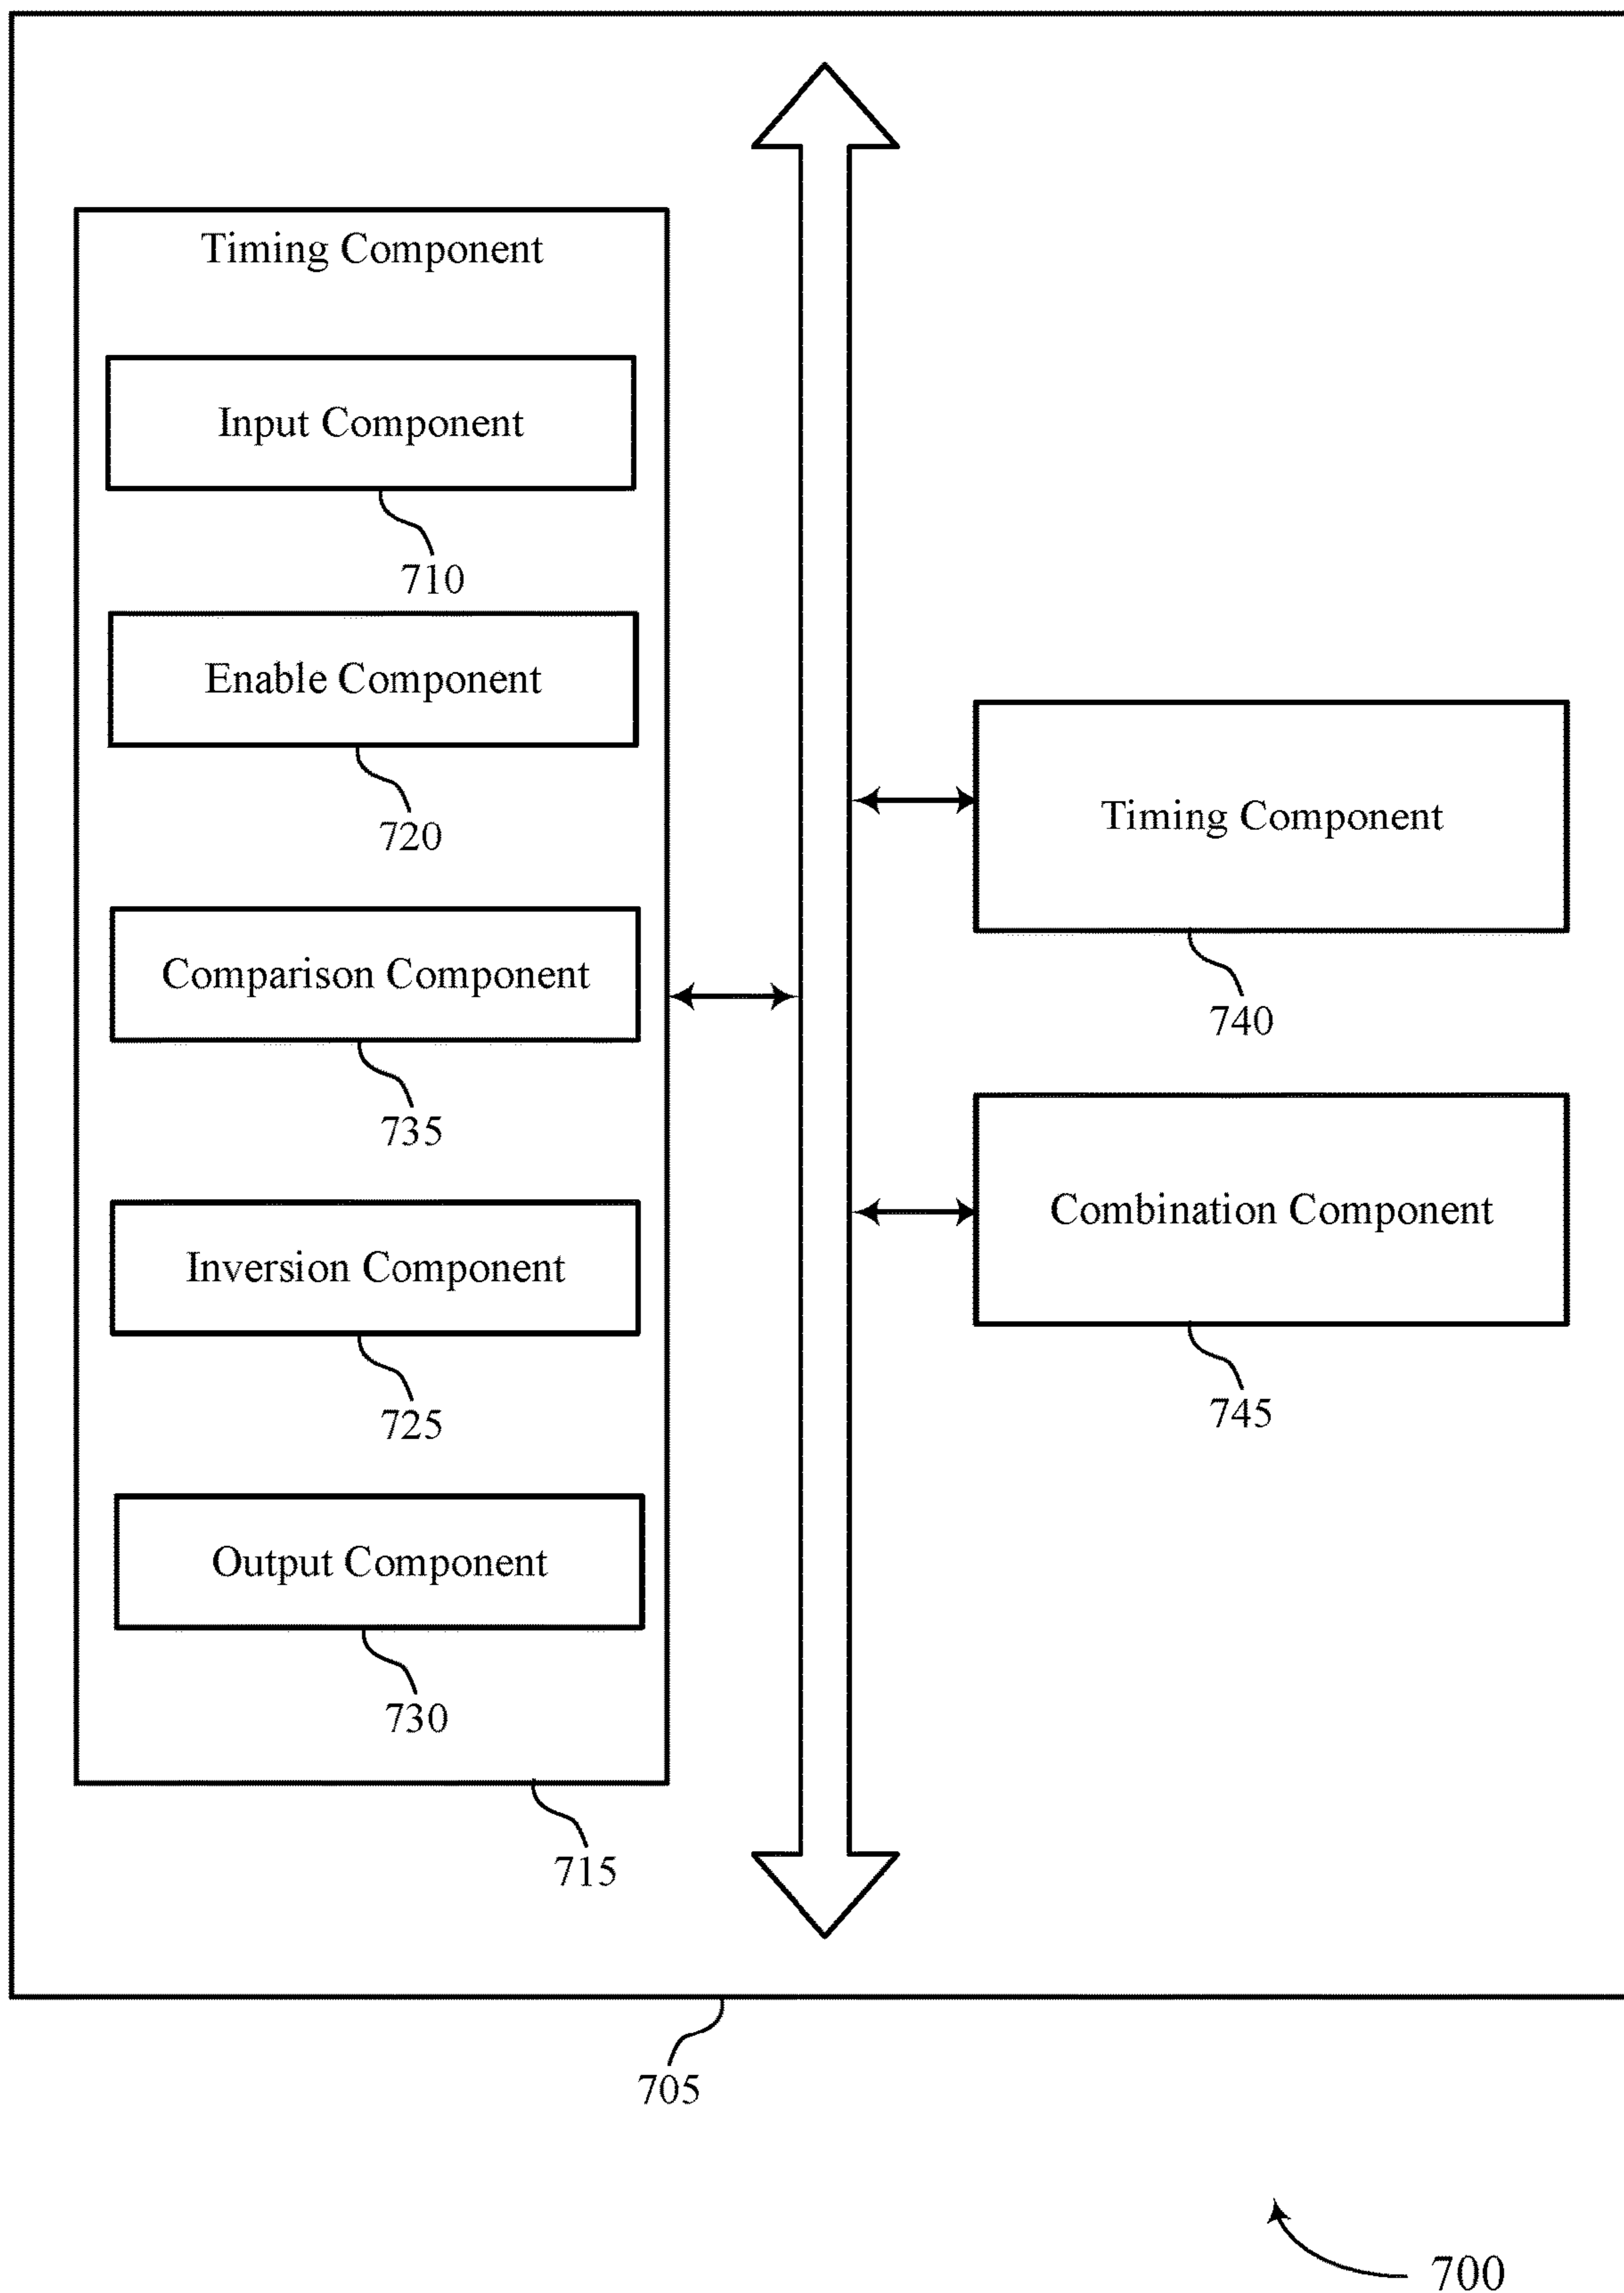 Timing Component
Input Component
710
Enable Component
720
Comparison Component
735
Inversion Component
725
Output Component
730
715
Timing Component
740
Combination Component
745
705
700